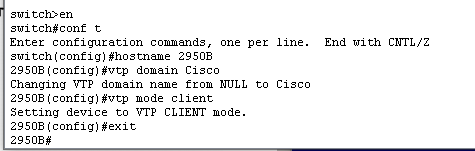 switch>en
switch#conf t
Enter configuration commands, one per line.  End with CNTL/Z
switch(config)#hostname 2950B
2950B(config)#vtp domain Cisco
Changing VTP domain name from NULL to Cisco
2950B(config)#vtp mode client
Setting device to VTP CLIENT mode.
2950B(config)#exit
2950B#